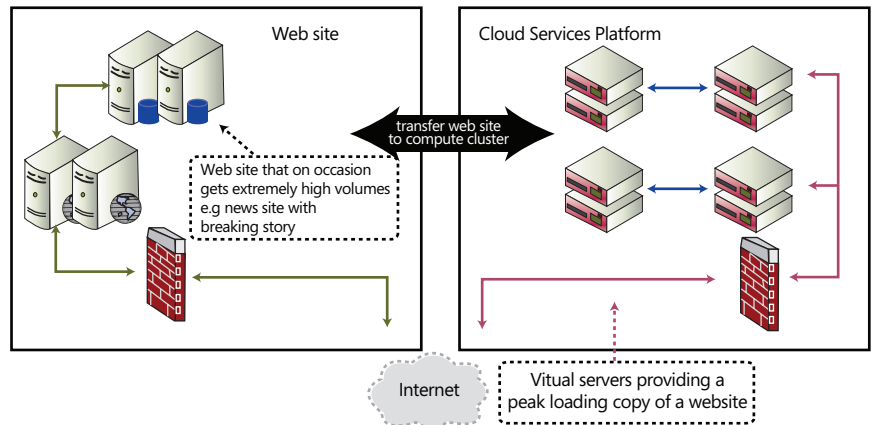 Web site
Cloud Services Platform
transfer web site
to compute cluster
Web site that on occasion
gets extremely high volumes
e.g news site with
breaking story
Internet
Vitual servers providing a
peak loading copy of a website